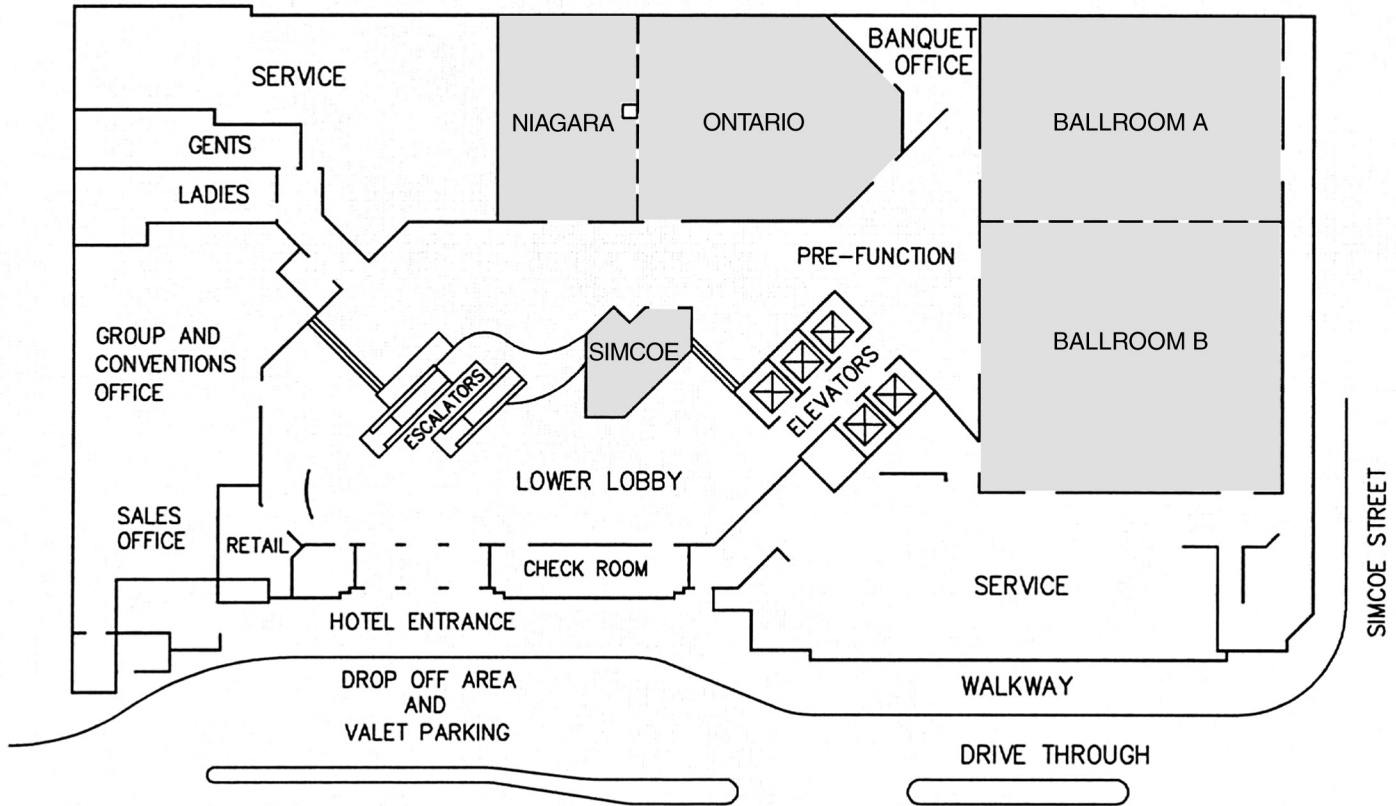 BANQUET
OFFICE
SERVICE
NIAGARA
ONTARIO
BALLROOM A
GENTS
LADIES
PRE-FUNCTION
GROUP AND
CONVENTIONS
OFFICE
SIMCOE
BALLROOM B
ESCALATORS
ELEVATORS
LOWER LOBBY
SALES
OFFICE
RETAIL
CHECK ROOM
SERVICE
SIMCOE STREET
HOTEL ENTRANCE
DROP OFF AREA
AND
VALET PARKING
WALKWAY
DRIVE THROUGH